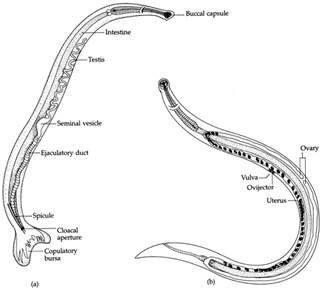 Buccal capsule
Intestine
Testis
Seminal vesicle
Ejaculatory duct
Spicule
Cloacal
aperture
Copulatory
bursa
(a)
Ovary
Vulva
Ovijector
Uterus
(b)